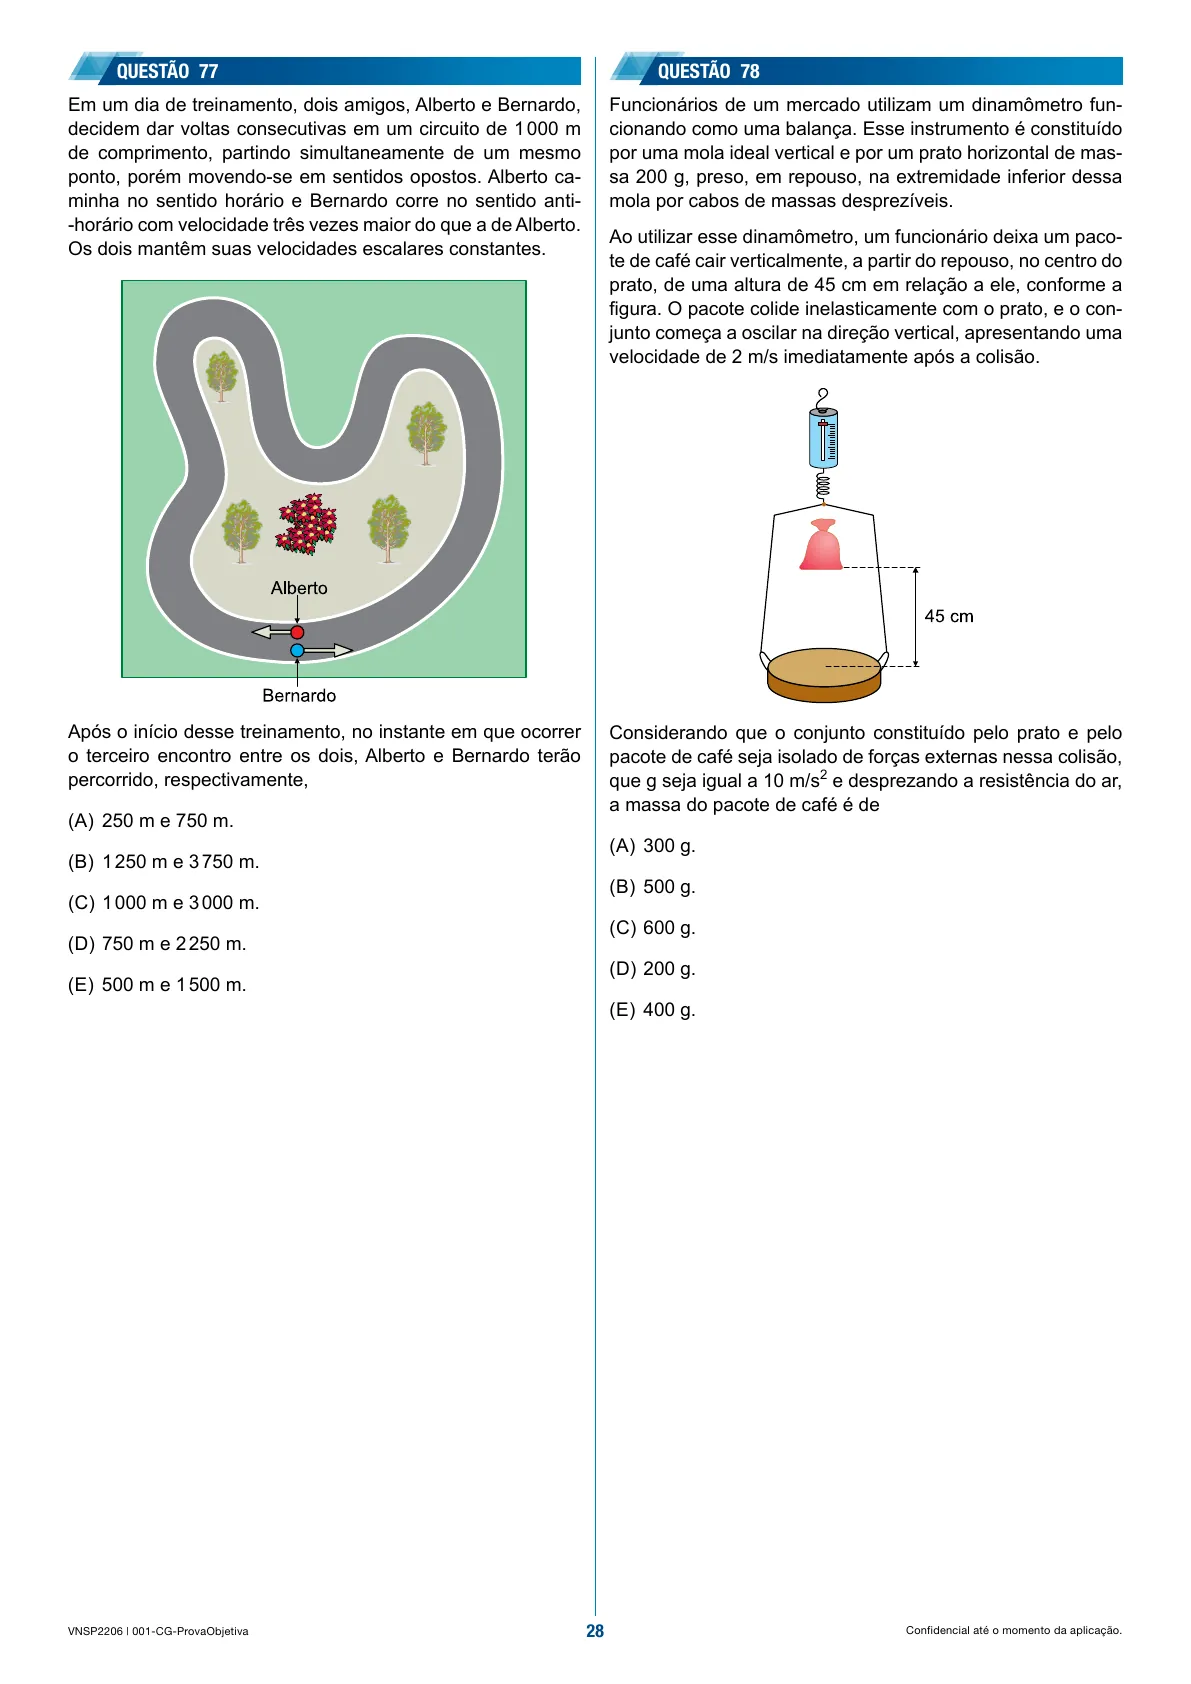 QUESTÃO 77
Em um dia de treinamento, dois amigos, Alberto e Bernardo,
decidem dar voltas consecutivas em um circuito de 1 000 m
de comprimento, partindo simultaneamente de um mesmo
ponto, porém movendo-se em sentidos opostos. Alberto ca-
minha no sentido horário e Bernardo corre no sentido anti-
-horário com velocidade três vezes maior do que a de Alberto.
Os dois mantêm suas velocidades escalares constantes.
Alberto
Bernardo
Após o início desse treinamento, no instante em que ocorrer
o terceiro encontro entre os dois, Alberto e Bernardo terão
percorrido, respectivamente,
(A) 250 m e 750 m.
(B) 1 250 m e 3 750 m.
(C) 1 000 m e 3 000 m.
(D) 750 m e 2 250 m.
(E) 500 m e 1 500 m.
QUESTÃO 78
Funcionários de um mercado utilizam um dinamômetro fun-
cionando como uma balança. Esse instrumento é constituído
por uma mola ideal vertical e por um prato horizontal de mas-
sa 200 g, preso, em repouso, na extremidade inferior dessa
mola por cabos de massas desprezíveis.
Ao utilizar esse dinamômetro, um funcionário deixa um paco-
te de café cair verticalmente, a partir do repouso, no centro do
prato, de uma altura de 45 cm em relação a ele, conforme a
figura. O pacote colide inelasticamente com o prato, e o con-
junto começa a oscilar na direção vertical, apresentando uma
velocidade de 2 m/s imediatamente após a colisão.
45 cm
Considerando que o conjunto constituído pelo prato e pelo
pacote de café seja isolado de forças externas nessa colisão,
que g seja igual a 10 m/s² e desprezando a resistência do ar,
a massa do pacote de café é de
(A) 300 g.
(B) 500 g.
(C) 600 g.
(D) 200 g.
(E) 400 g.
VNSP2206 | 001-CG-ProvaObjetiva
28
Confidencial até o momento da aplicação.